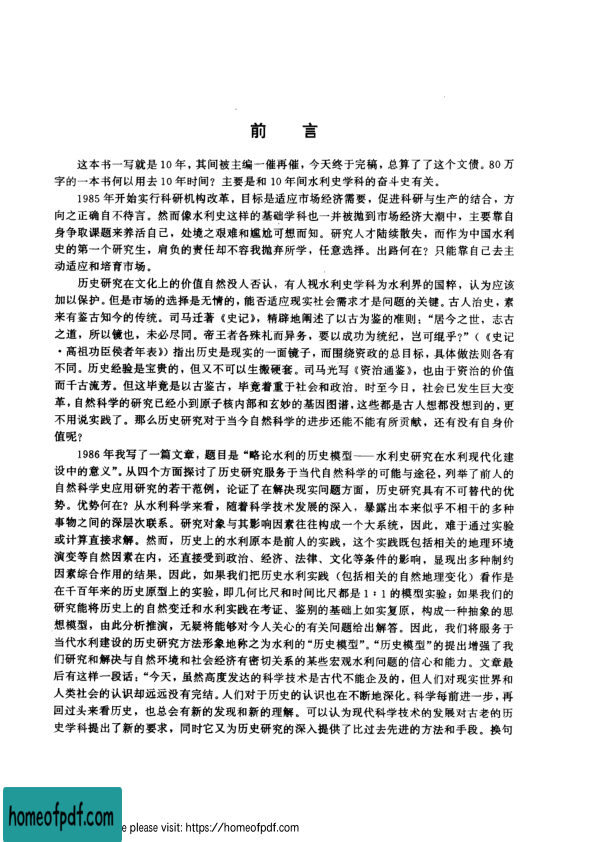 前　言
这本书一写就是 10 年，其间被主编一催再催，今天终于完稿，总算了了这个文债。80 万
字的一本书何以用去 10 年时间？主要是和 10 年间水利史学科的奋斗史有关。
1985 年开始实行科研机构改革，目标是适应市场经济需要，促进科研与生产的结合，方
向之正确自不待言。然而像水利史这样的基础学科也一并被抛到市场经济大潮中，主要靠自
身争取课题来养活自己，处境之艰难和尴尬可想而知。研究人才陆续散失，而作为中国水利
史的第一个研究生，肩负的责任却不容我抛弃所学，任意选择。出路何在？只能靠自己去主
动适应和培育市场。
历史研究在文化上的价值自然没人否认，有人视水利史学科为水利界的国粹，认为应该
加以保护。但是市场的选择是无情的，能否适应现实社会需求才是问题的关键。古人治史，素
来有鉴古知今的传统。司马迁著《史记》，精辟地阐述了以古为鉴的准则：“居今之世，志古
之道，所以镜也，未必尽同。帝王者各殊礼而异务，要以成功为统纪，岂可绲乎？”（《史记
·高祖功臣侯者年表》）指出历史是现实的一面镜子，而围绕资政的总目标，具体做法则各有
不同。历史经验是宝贵的，但又不可以生搬硬套。司马光写《资治通鉴》，也由于资治的价值
而千古流芳。但这毕竟是以古鉴古，毕竟着重于社会和政治。时至今日，社会已发生巨大变
革，自然科学的研究已经小到原子核内部和玄妙的基因图谱，这些都是古人想都没想到的，更
不用说实践了。那么历史研究对于当今自然科学的进步还能不能有所贡献，还有没有自身价
值呢？
1986 年我写了一篇文章，题目是“略论水利的历史模型——水利史研究在水利现代化建
设中的意义”。从四个方面探讨了历史研究服务于当代自然科学的可能与途径，列举了前人的
自然科学史应用研究的若干范例，论证了在解决现实问题方面，历史研究具有不可替代的优
势。优势何在？从水利科学来看，随着科学技术发展的深入，暴露出本来似乎不相干的多种
事物之间的深层次联系。研究对象与其影响因素往往构成一个大系统，因此，难于通过实验
或计算直接求解。然而，历史上的水利原本是前人的实践，这个实践既包括相关的地理环境
演变等自然因素在内，还直接受到政治、经济、法律、文化等条件的影响，显现出多种制约
因素综合作用的结果。因此，如果我们把历史水利实践（包括相关的自然地理变化）看作是
在千百年来的历史原型上的实验，即几何比尺和时间比尺都是 1∶1 的模型实验；如果我们的
研究能将历史上的自然变迁和水利实践在考证、鉴别的基础上如实复原，构成一种抽象的思
想模型，由此分析推演，无疑将能够对今人关心的有关问题给出解答。因此，我们将服务于
当代水利建设的历史研究方法形象地称之为水利的“历史模型”。“历史模型”的提出增强了我
们研究和解决与自然环境和社会经济有密切关系的某些宏观水利问题的信心和能力。文章最
后有这样一段话：“今天，虽然高度发达的科学技术是古代不能企及的，但人们对现实世界和
人类社会的认识却远远没有完结。人们对于历史的认识也在不断地深化。科学每前进一步，再
回过头来看历史，也总会有新的发现和新的理解。可以认为现代科学技术的发展对古老的历
史学科提出了新的要求，同时它又为历史研究的深入提供了比过去先进的方法和手段。换句
homeofpdf.com
e please visit: https://homeofpdf.com